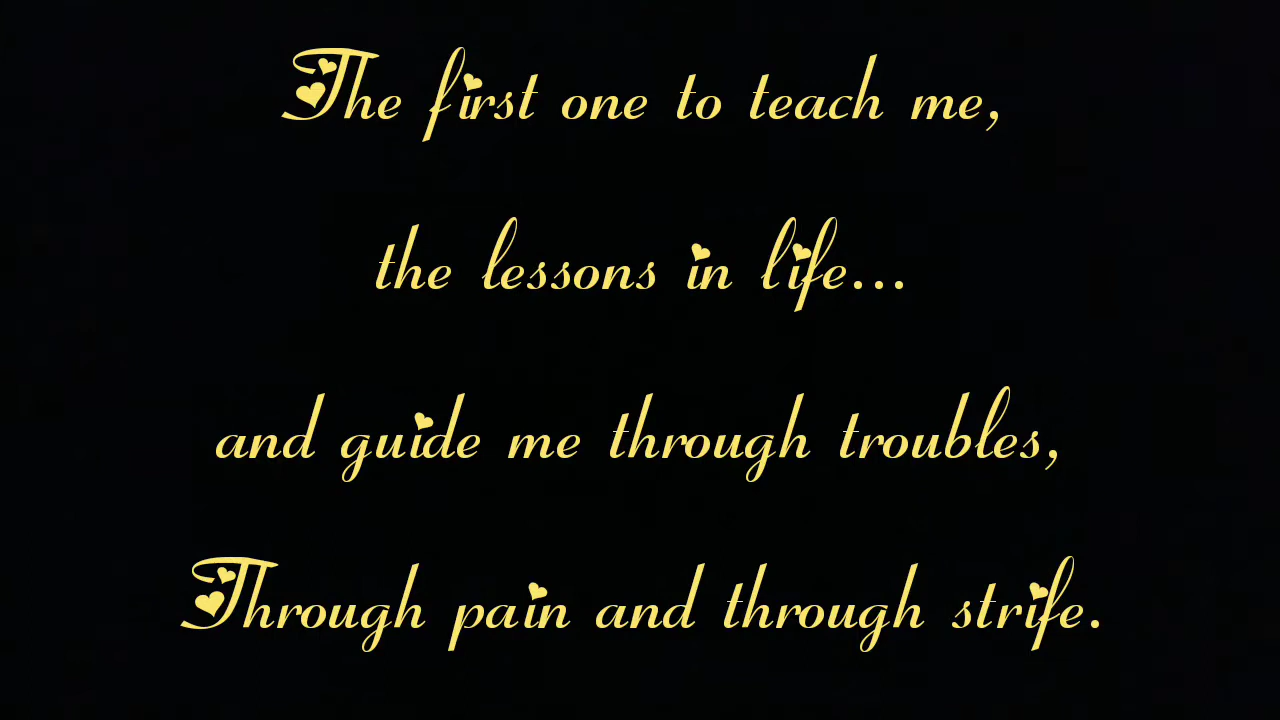 The first one to teach me,
the lessons in life...
and guide me through troubles,
Through pain and through strife.